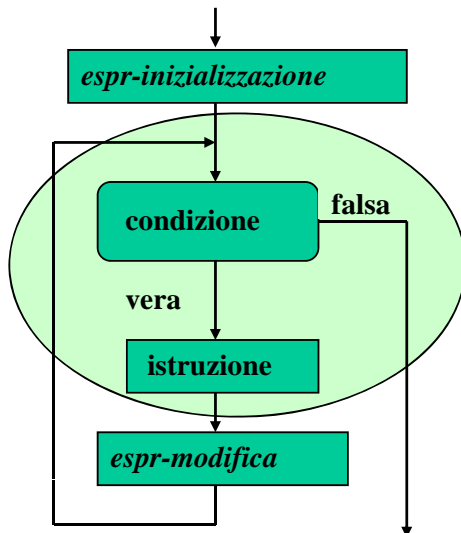 espr-inizializzazione
condizione
falsa
vera
istruzione
espr-modifica